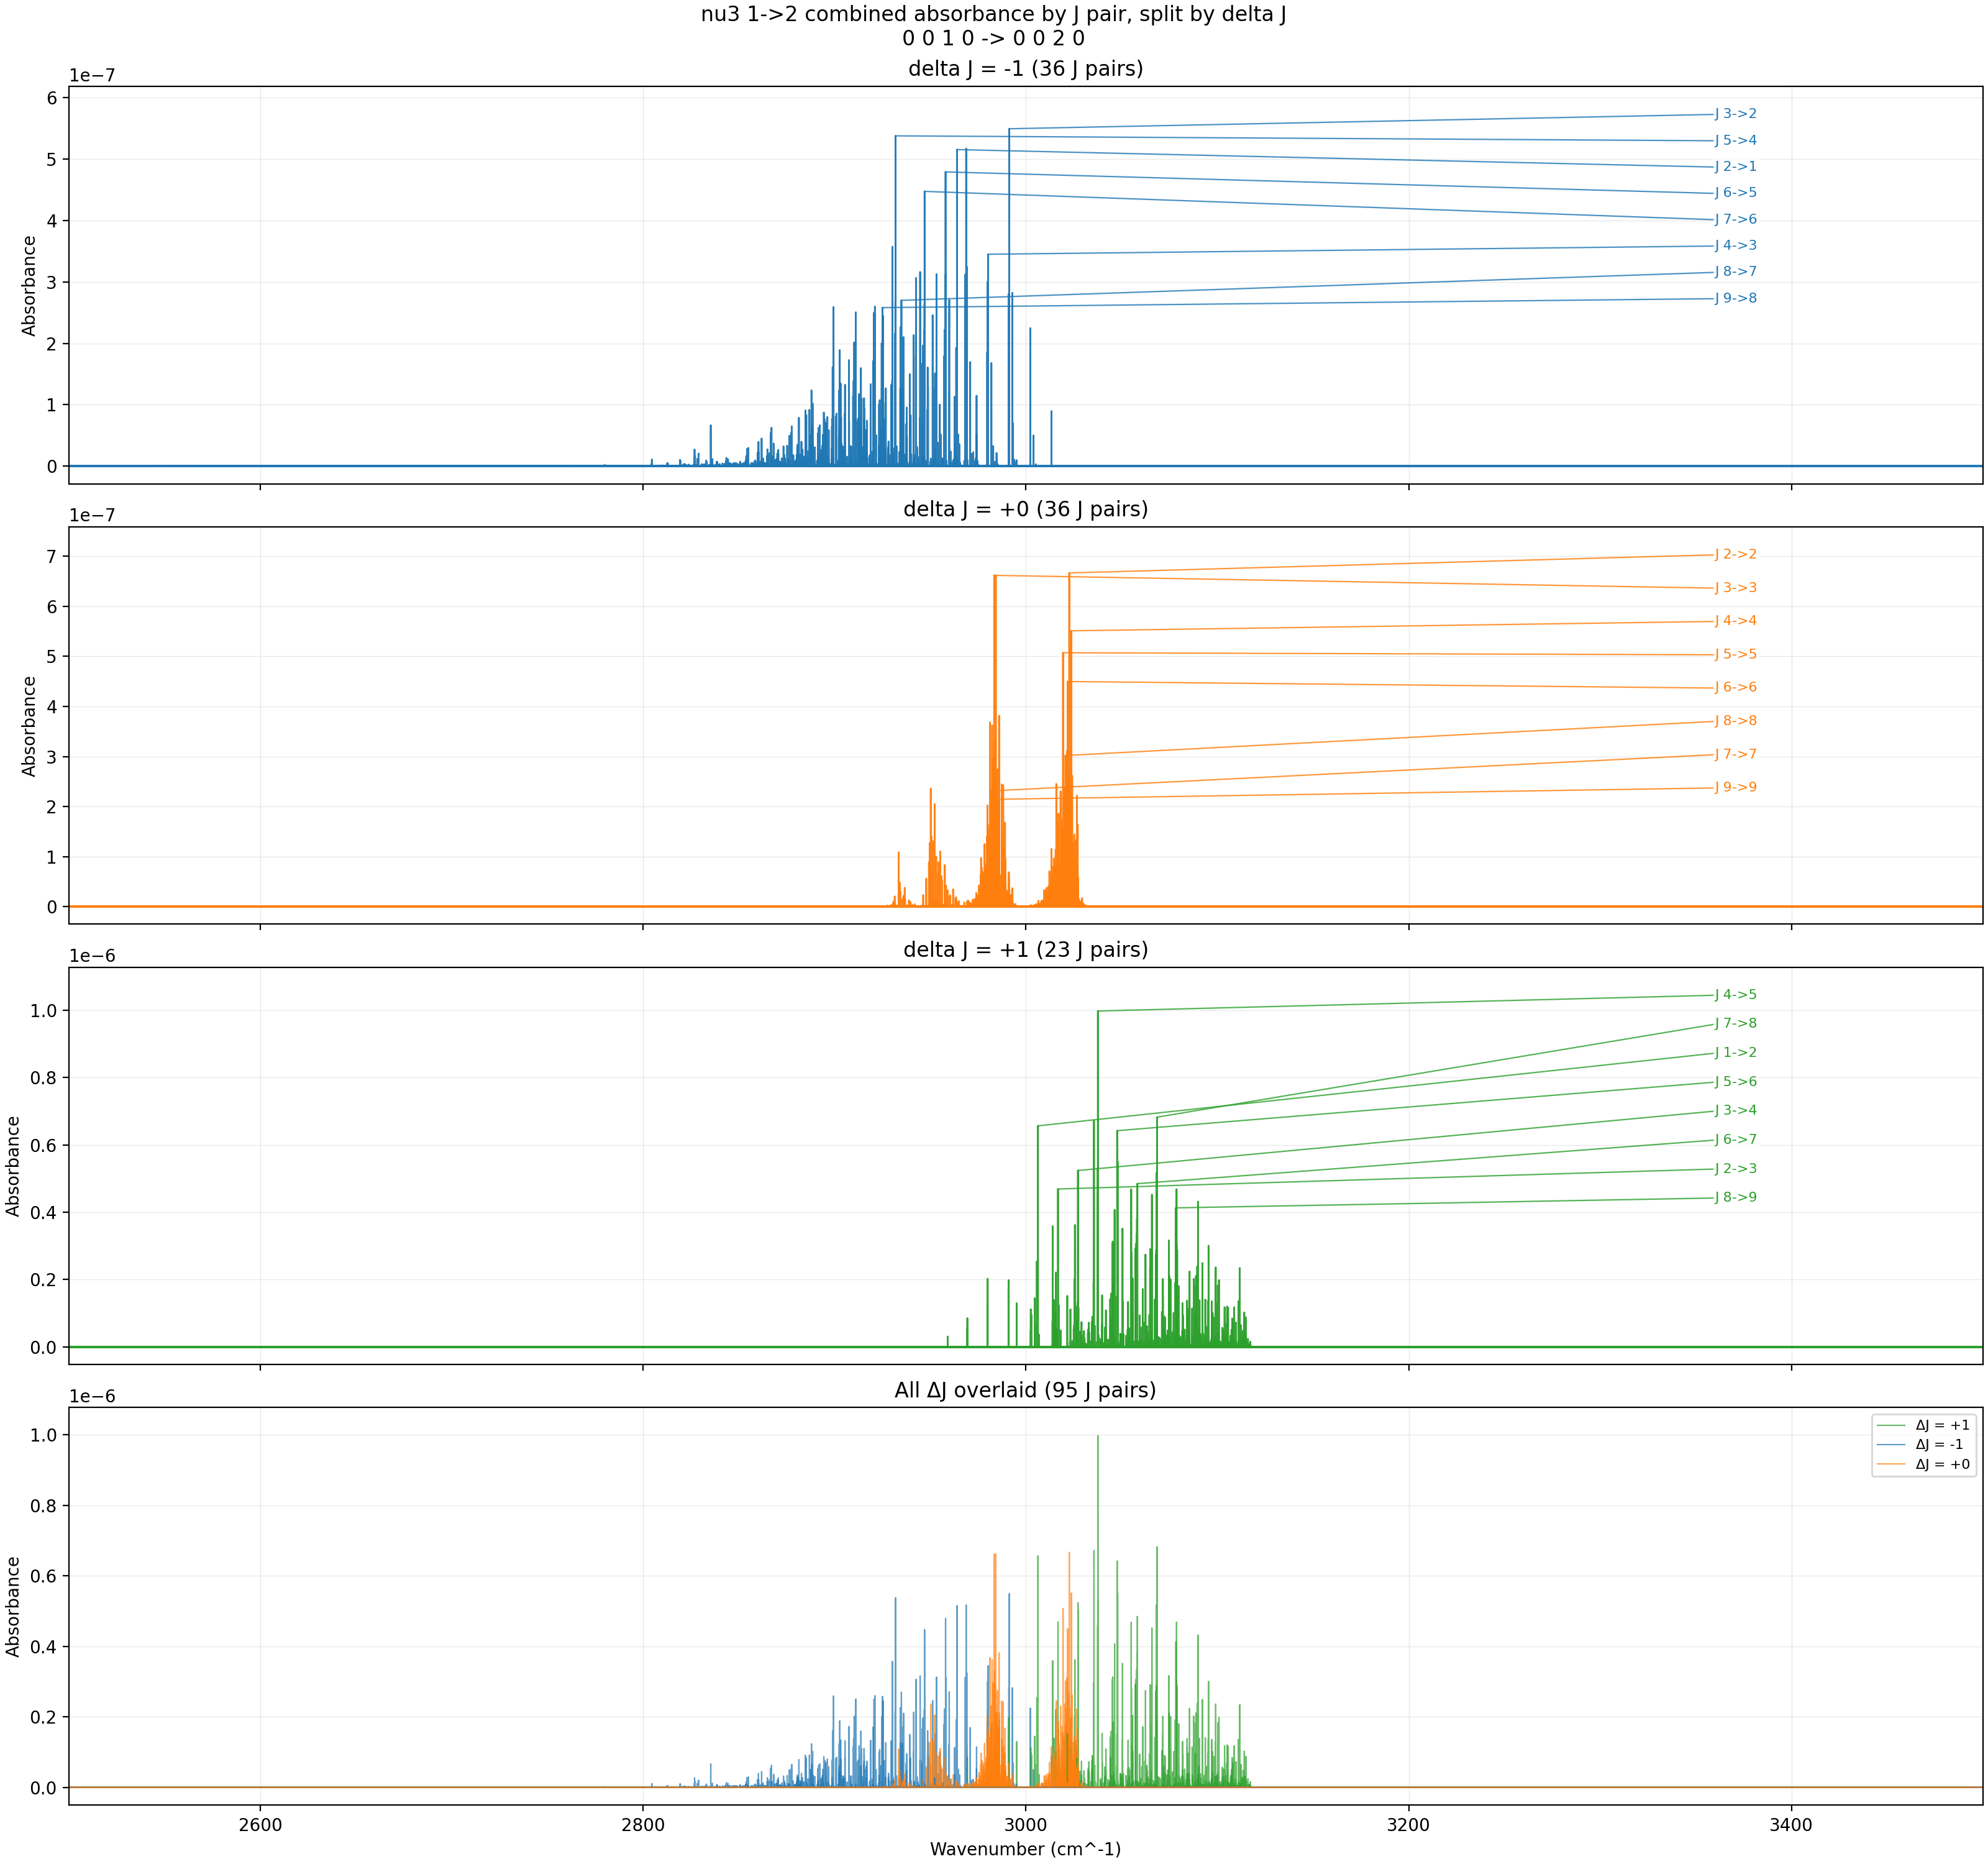 nu3 1->2 combined absorbance by J pair, split by delta J
0 0 1 0 -> 0 0 2 0
delta J = -1 (36 J pairs)
1e−7
Absorbance
6
5
4
3
2
1
0
J 3->2
J 5->4
J 2->1
J 6->5
J 7->6
J 4->3
J 8->7
J 9->8
delta J = +0 (36 J pairs)
1e−7
Absorbance
7
6
5
4
3
2
1
0
J 2->2
J 3->3
J 4->4
J 5->5
J 6->6
J 8->8
J 7->7
J 9->9
delta J = +1 (23 J pairs)
1e−6
Absorbance
1.0
0.8
0.6
0.4
0.2
0.0
J 4->5
J 7->8
J 1->2
J 5->6
J 3->4
J 6->7
J 2->3
J 8->9
All ΔJ overlaid (95 J pairs)
1e−6
Absorbance
1.0
0.8
0.6
0.4
0.2
0.0
ΔJ = +1
ΔJ = -1
ΔJ = +0
2600 2800 3000 3200 3400
Wavenumber (cm^-1)